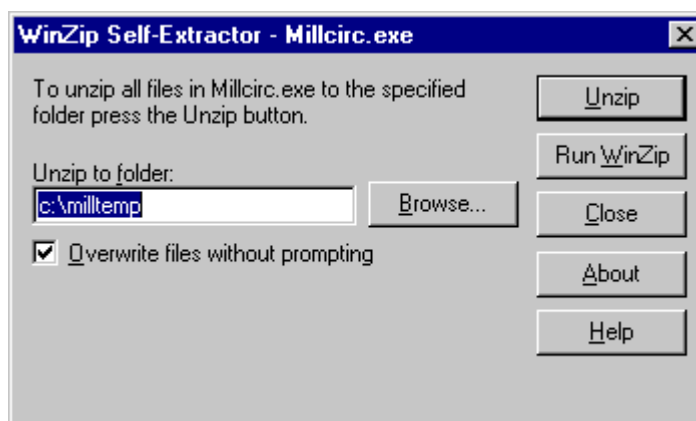 WinZip Self-Extractor - Millcirc.exe
To unzip all files in Millcirc.exe to the specified
folder press the Unzip button.
Unzip to folder:
c:\milltemp
Browse...
Overwrite files without prompting
Unzip
Run WinZip
Close
About
Help